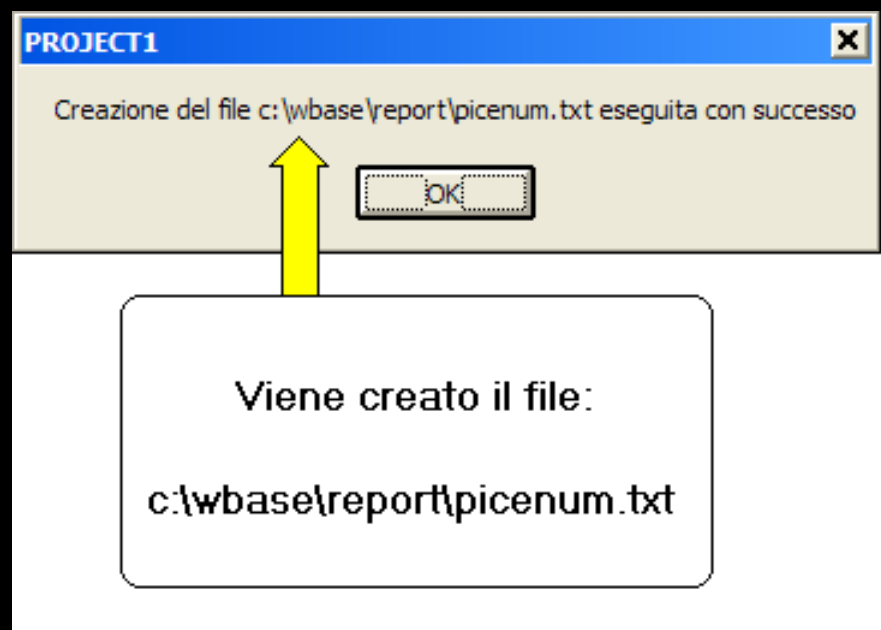 PROJECT1
Creazione del file c:\wbase\report\picenum.txt eseguita con successo
OK
Viene creato il file:
c:\wbase\report\picenum.txt